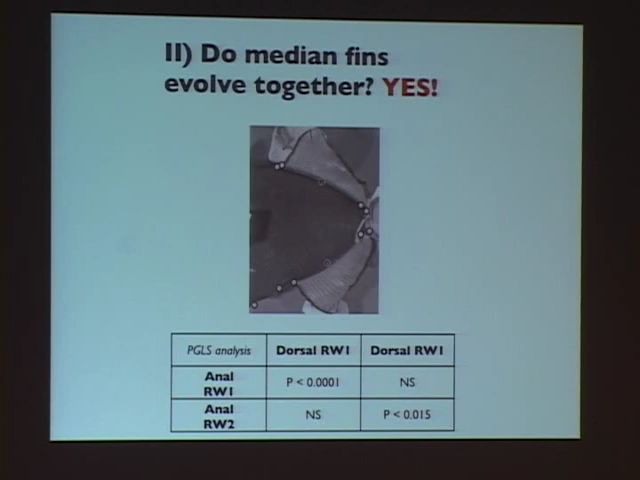 II) Do median fins
evolve together? YES!
PGLS analysis Dorsal RW1 Dorsal RW1
Anal RW1 P < 0.0001 NS
Anal RW2 NS P < 0.015